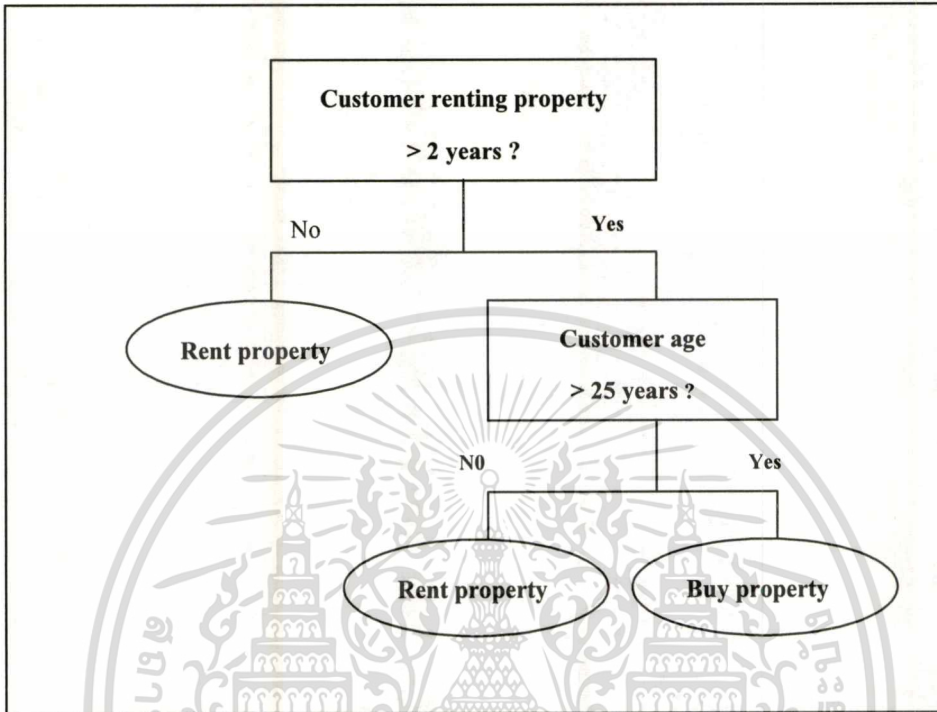 Customer renting property
> 2 years ?
No
Yes
Rent property
Customer age
> 25 years ?
N0
Yes
Rent property
Buy property